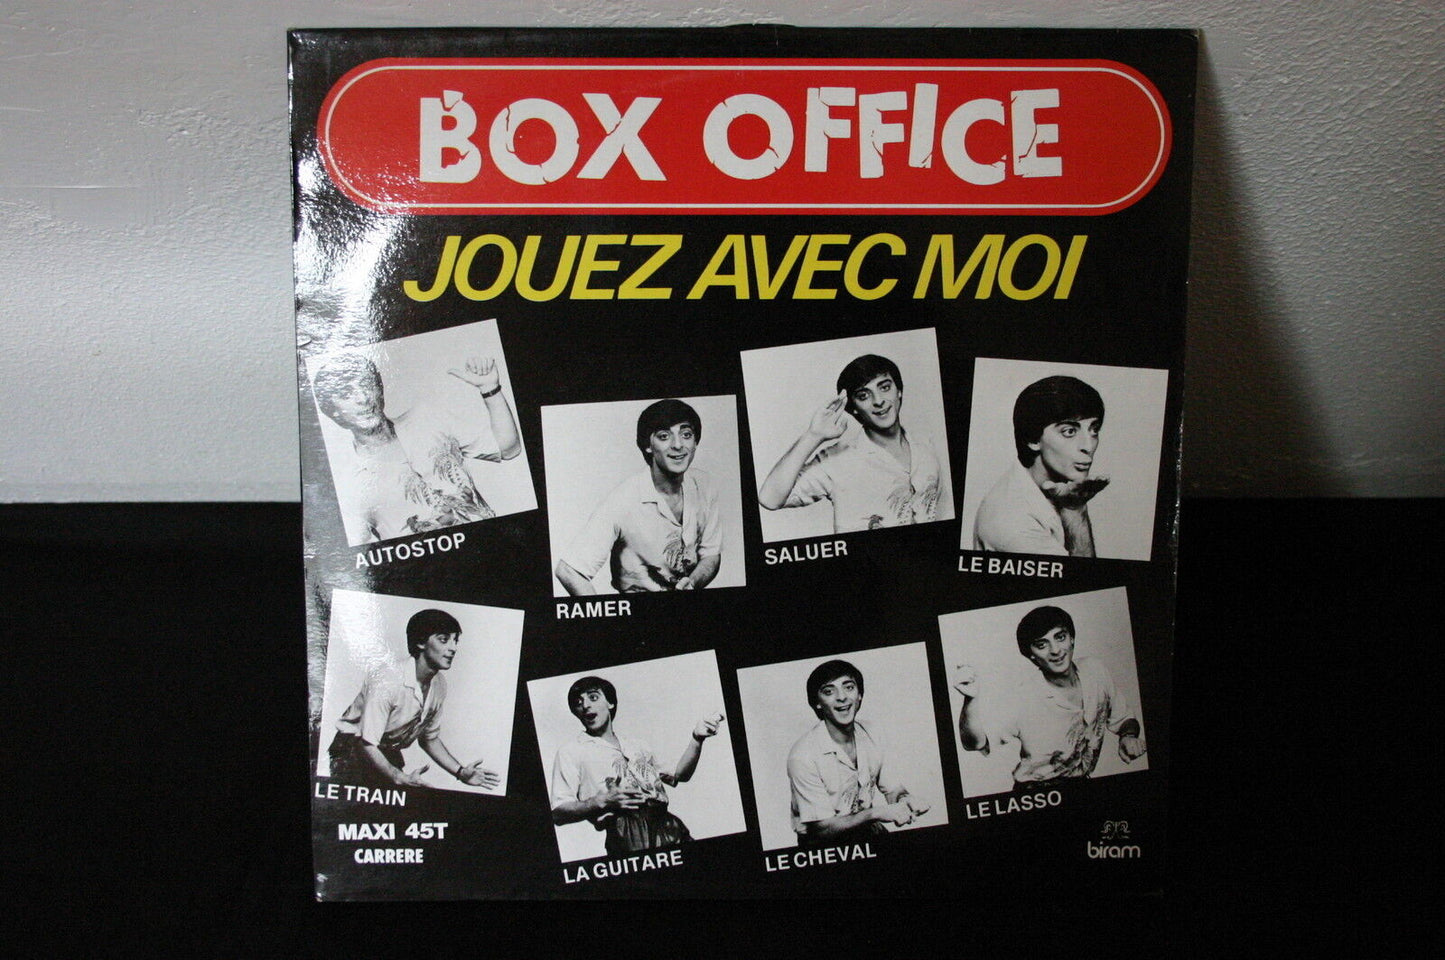 BOX OFFICE
JOUEZ AVEC MOI
AUTOSTOP
RAMER
SALUER
LE BAISER
LE TRAIN
LA GUITARE
LE CHEVAL
LE LASSO
MAXI 45T
CARRERE
biram